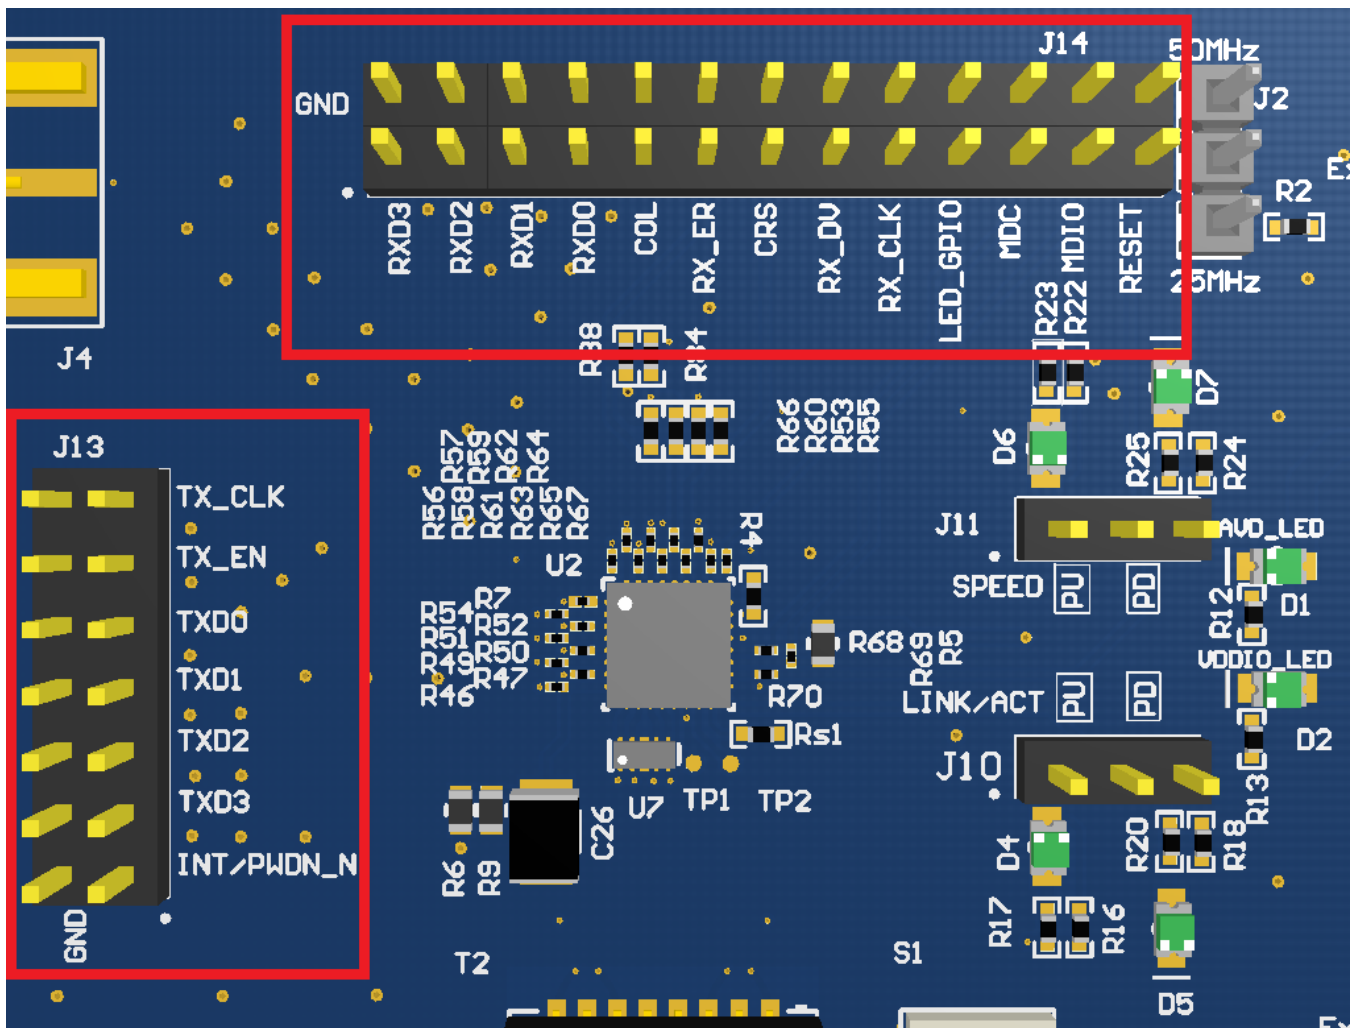 J14
50MHz
GND
J2
Ex
R2
RXD3
RXD2
RXD1
RXD0
COL
RX_ER
CRS
RX_DV
RX_CLK
LED_GPIO
MDC
MDIO
RESET
25MHz
J4
R38
R84
R23
R22
D7
J13
TX_CLK
TX_EN
TXD0
TXD1
TXD2
TXD3
INT/PWDN_N
GND
R57
R59
R62
R64
R66
R60
R53
R55
D6
R25
R24
R56
R58
R61
R63
R65
R67
R4
J11
AVD_LED
U2
SPEED
PU
PD
R12
D1
R7
R54
R52
R51
R50
R49
R47
R46
R68
R69
R5
R70
VDDIO_LED
LINK/ACT
PU
PD
Rs1
D2
J10
R13
U7
TP1
TP2
C26
R6
R9
D4
R20
R18
R17
R16
T2
S1
D5